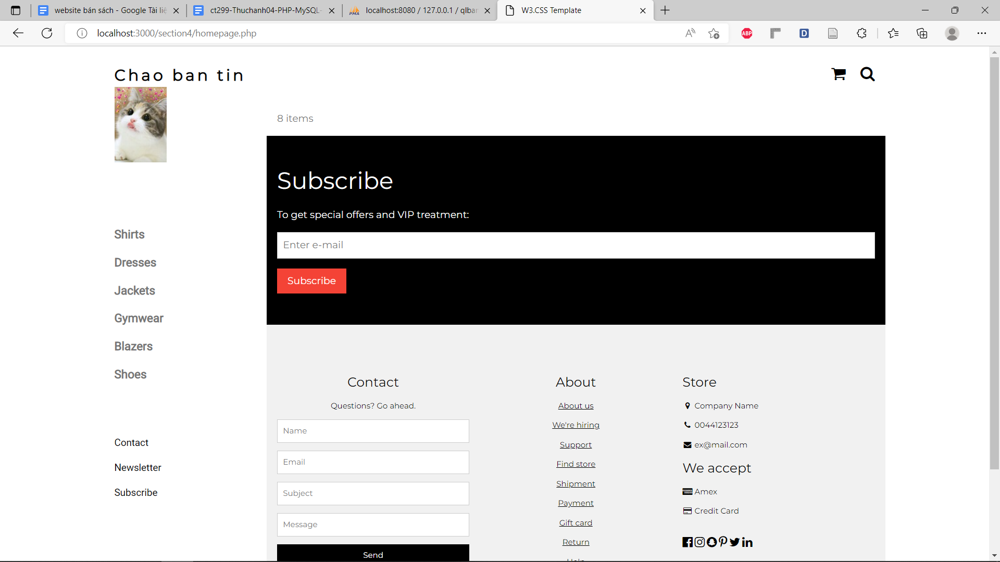 website bán sách - Google Tài liệ
ct299-Thuchanh04-PHP-MySQL-
localhost:8080 / 127.0.0.1 / qlbar
W3.CSS Template
localhost:3000/section4/homepage.php
ABP
D
Chao ban tin
8 items
Subscribe
To get special offers and VIP treatment:
Enter e-mail
Subscribe
Shirts
Dresses
Jackets
Gymwear
Blazers
Shoes
Contact
Newsletter
Subscribe
Contact
Questions? Go ahead.
Name
Email
Subject
Message
Send
About
About us
We're hiring
Support
Find store
Shipment
Payment
Gift card
Return
Store
Company Name
0044123123
ex@mail.com
We accept
Amex
Credit Card